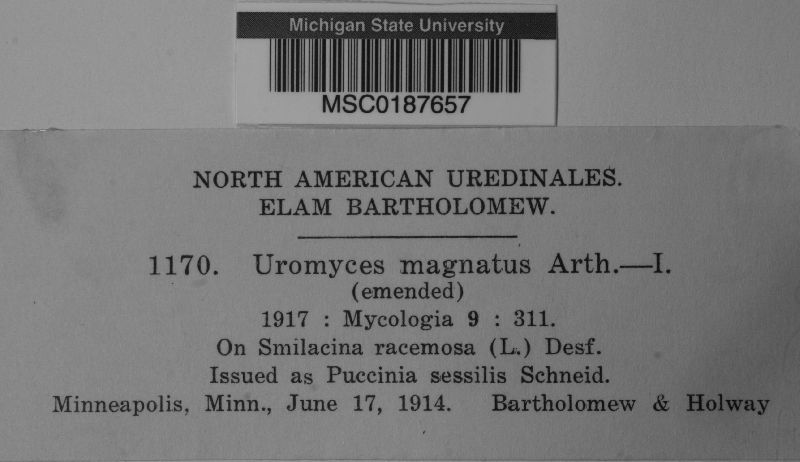 Michigan State University
MSC0187657
NORTH AMERICAN UREDINALES.
ELAM BARTHOLOMEW.
1170. Uromyces magnatus Arth.—I.
(emended)
1917 : Mycologia 9 : 311.
On Smilacina racemosa (L.) Desf.
Issued as Puccinia sessilis Schneid.
Minneapolis, Minn., June 17, 1914. Bartholomew & Holway